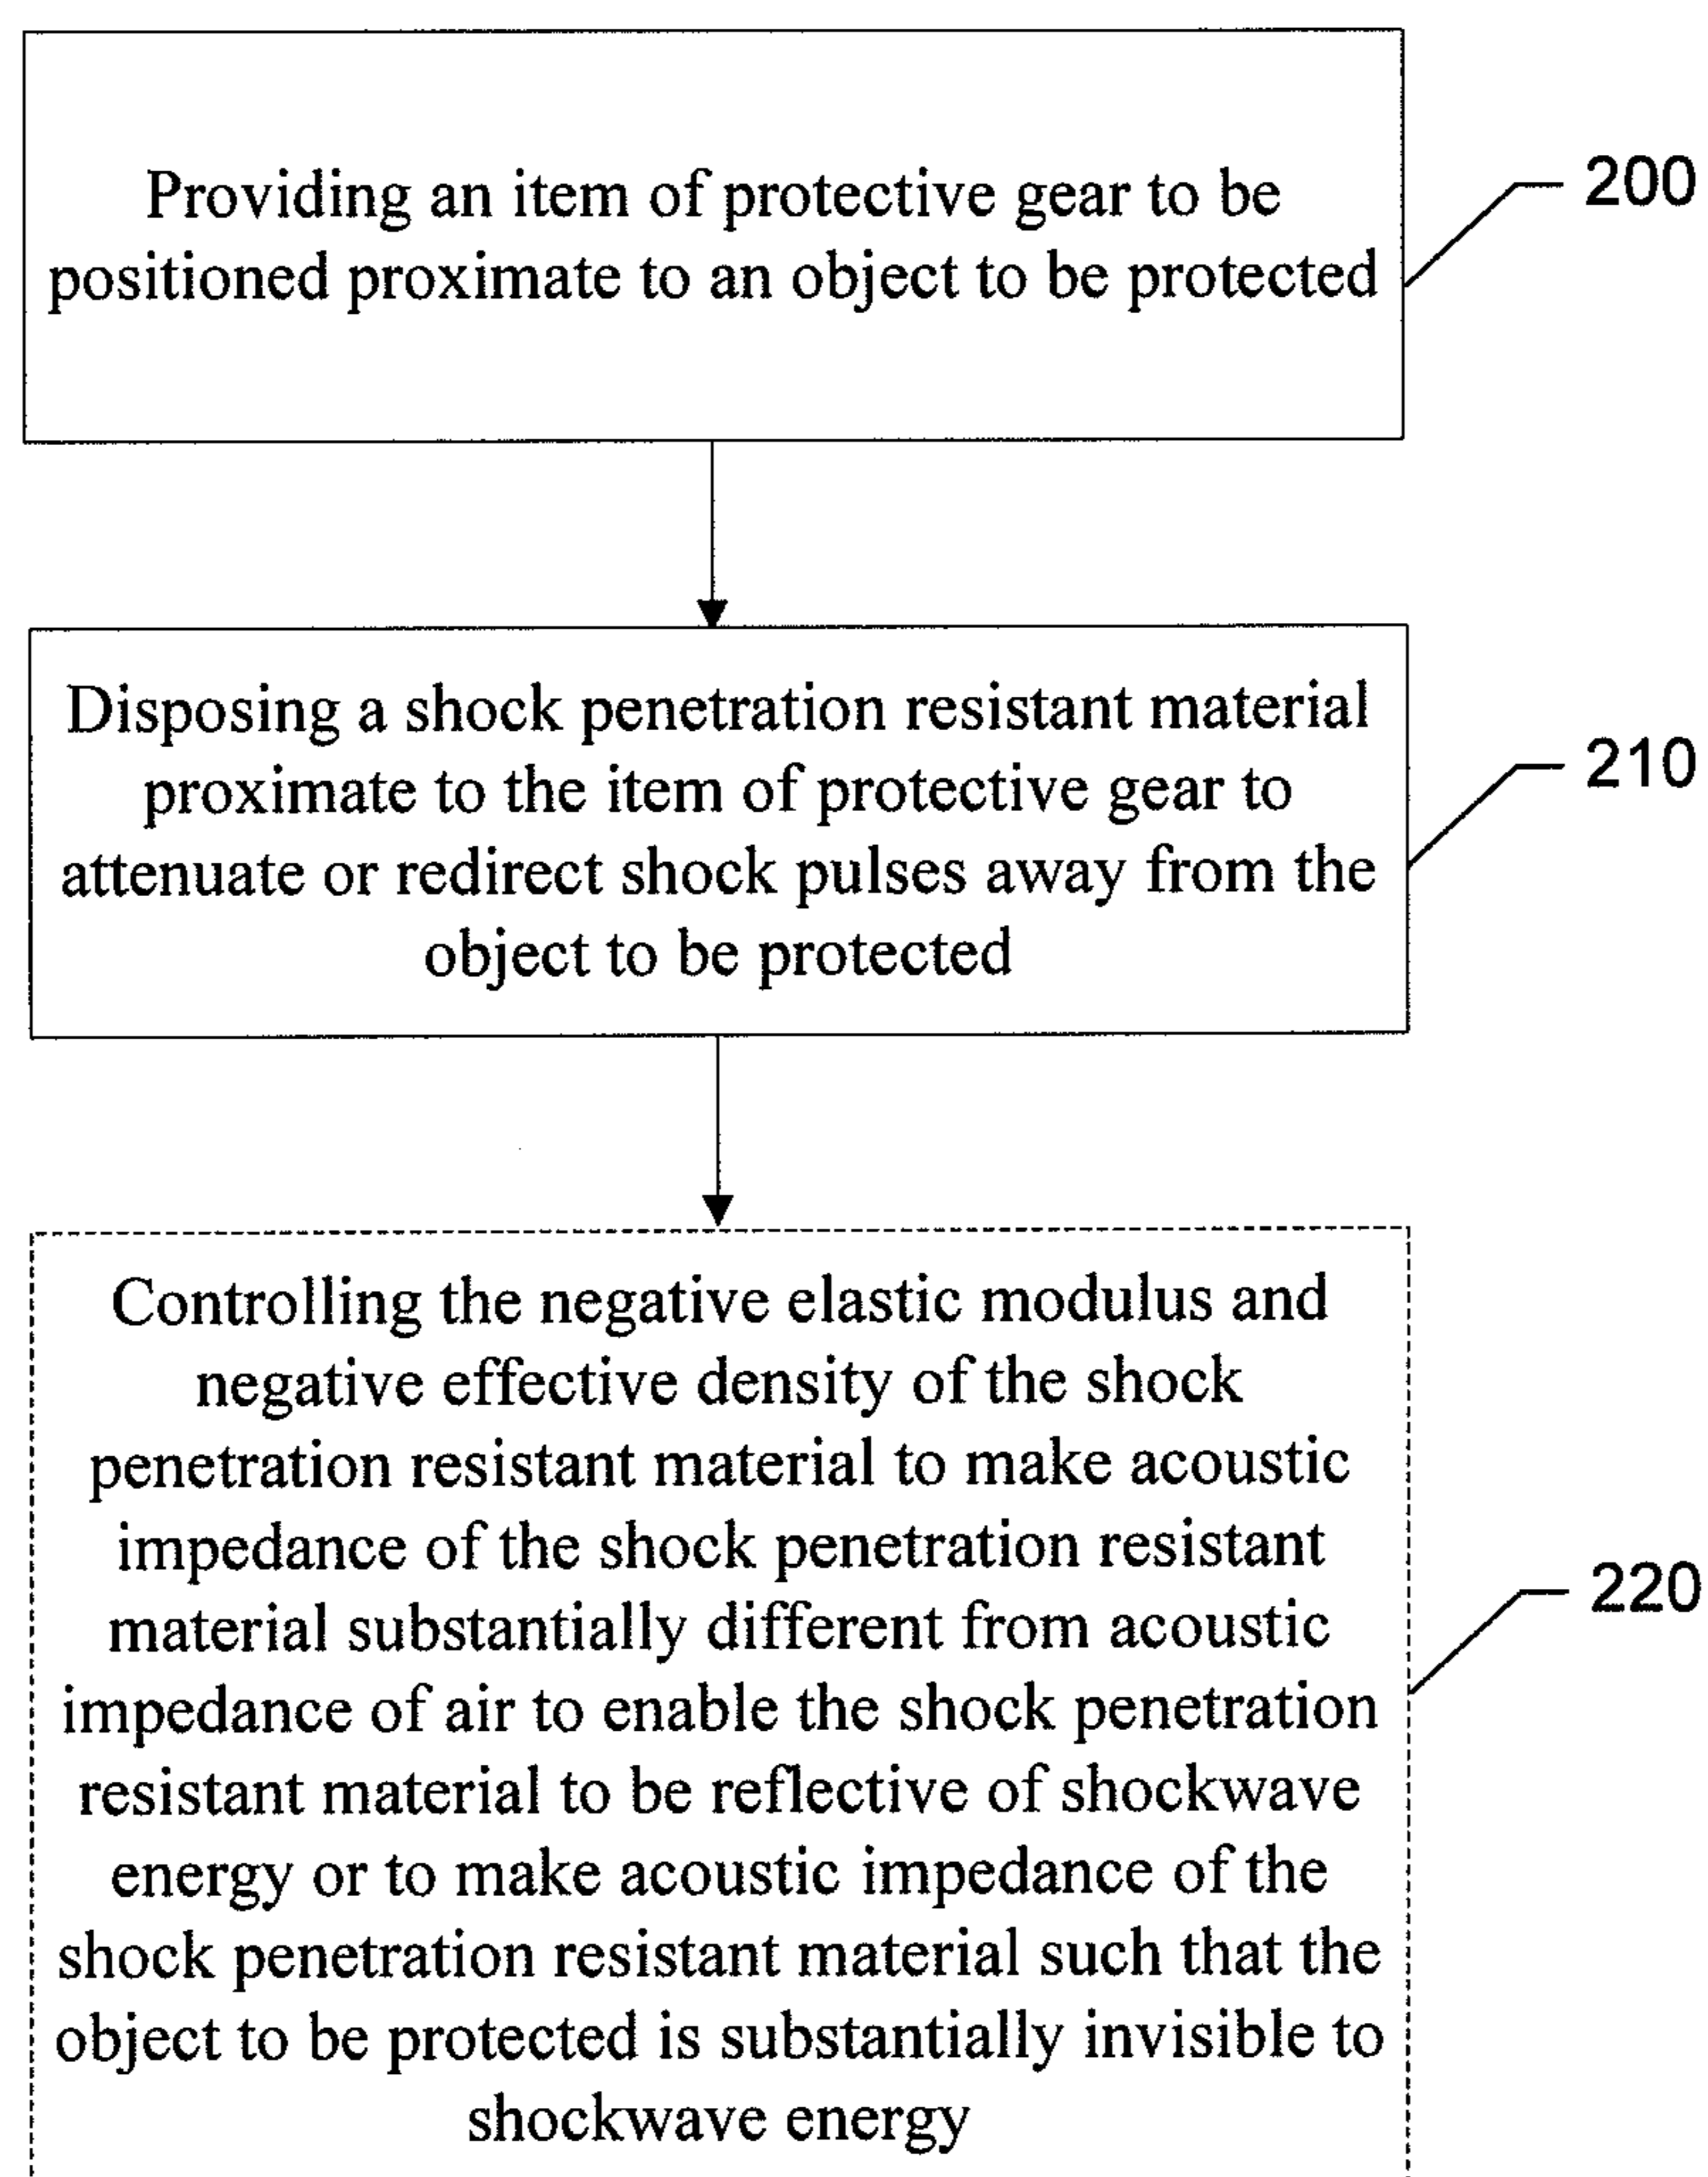 Providing an item of protective gear to be
positioned proximate to an object to be protected
200
Disposing a shock penetration resistant material
proximate to the item of protective gear to
attenuate or redirect shock pulses away from the
object to be protected
210
Controlling the negative elastic modulus and
negative effective density of the shock
penetration resistant material to make acoustic
impedance of the shock penetration resistant
material substantially different from acoustic
impedance of air to enable the shock penetration
resistant material to be reflective of shockwave
energy or to make acoustic impedance of the
shock penetration resistant material such that the
object to be protected is substantially invisible to
shockwave energy
220